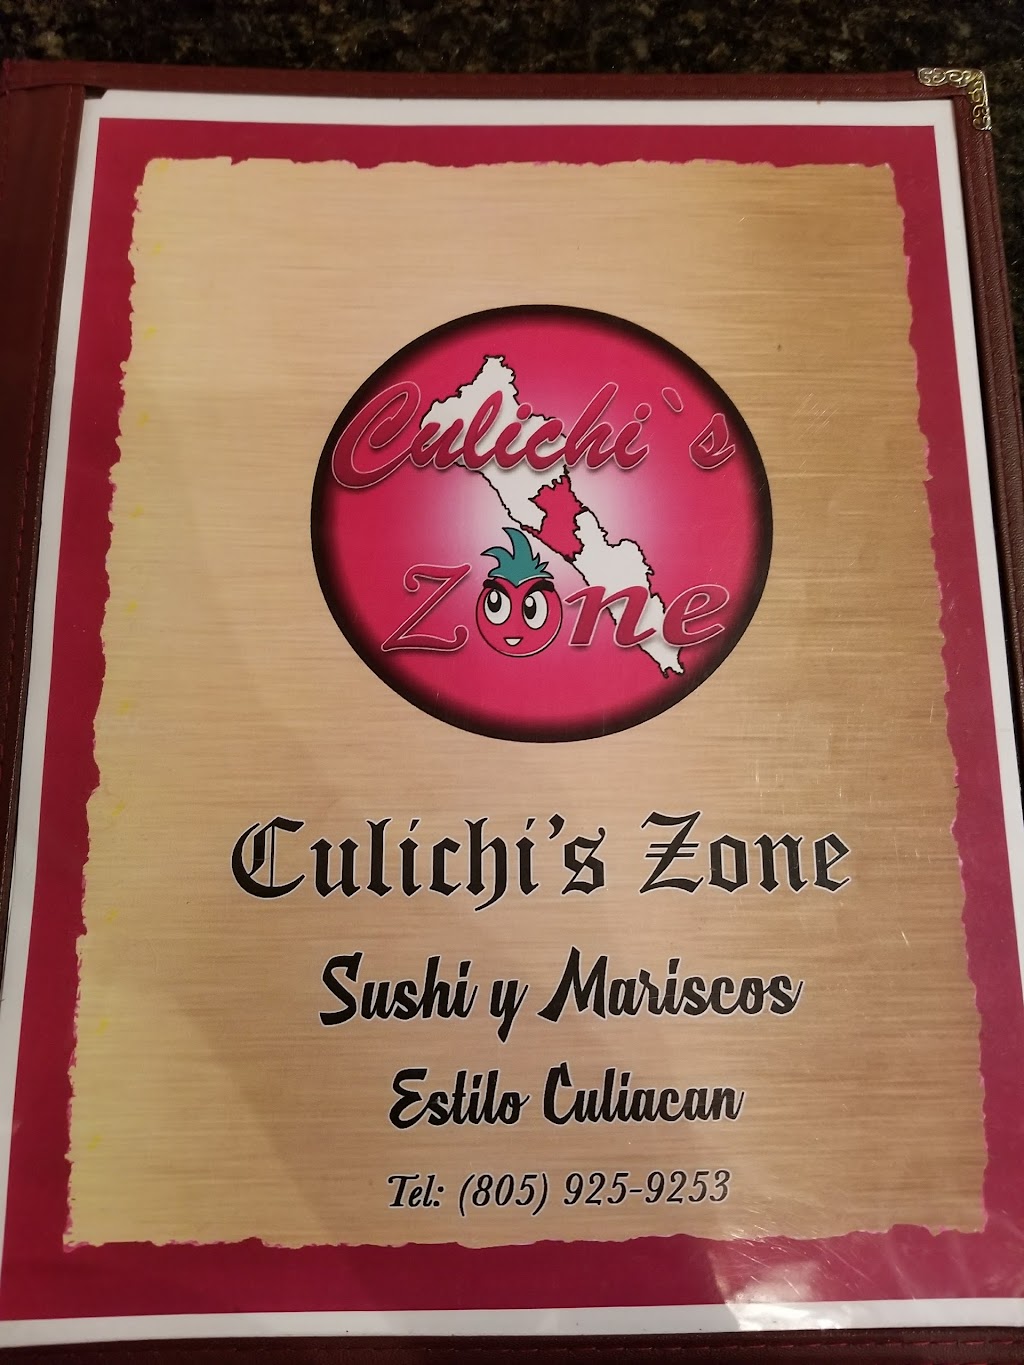 Culichi`s
Zone
Culichi's Zone
Sushi y Mariscos
Estilo Culiacan
Tel: (805) 925-9253